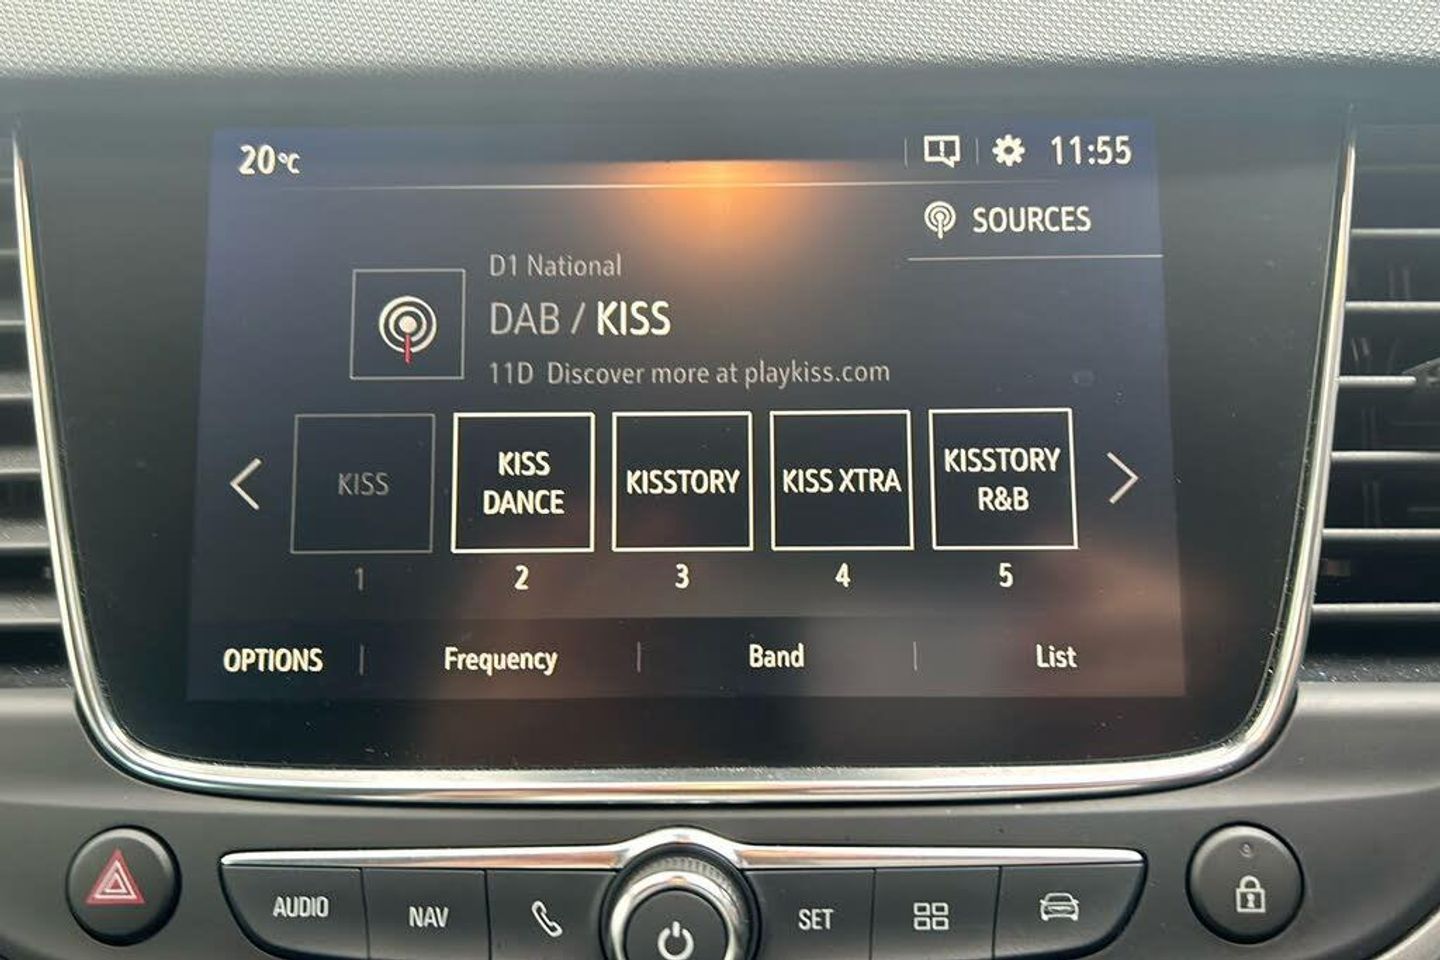 20°C
11:55
SOURCES
D1 National
DAB / KISS
11D Discover more at playkiss.com
KISS
KISS
DANCE
KISSTORY
KISS XTRA
KISSTORY
R&B
1
2
3
4
5
OPTIONS
Frequency
Band
List
AUDIO
NAV
SET